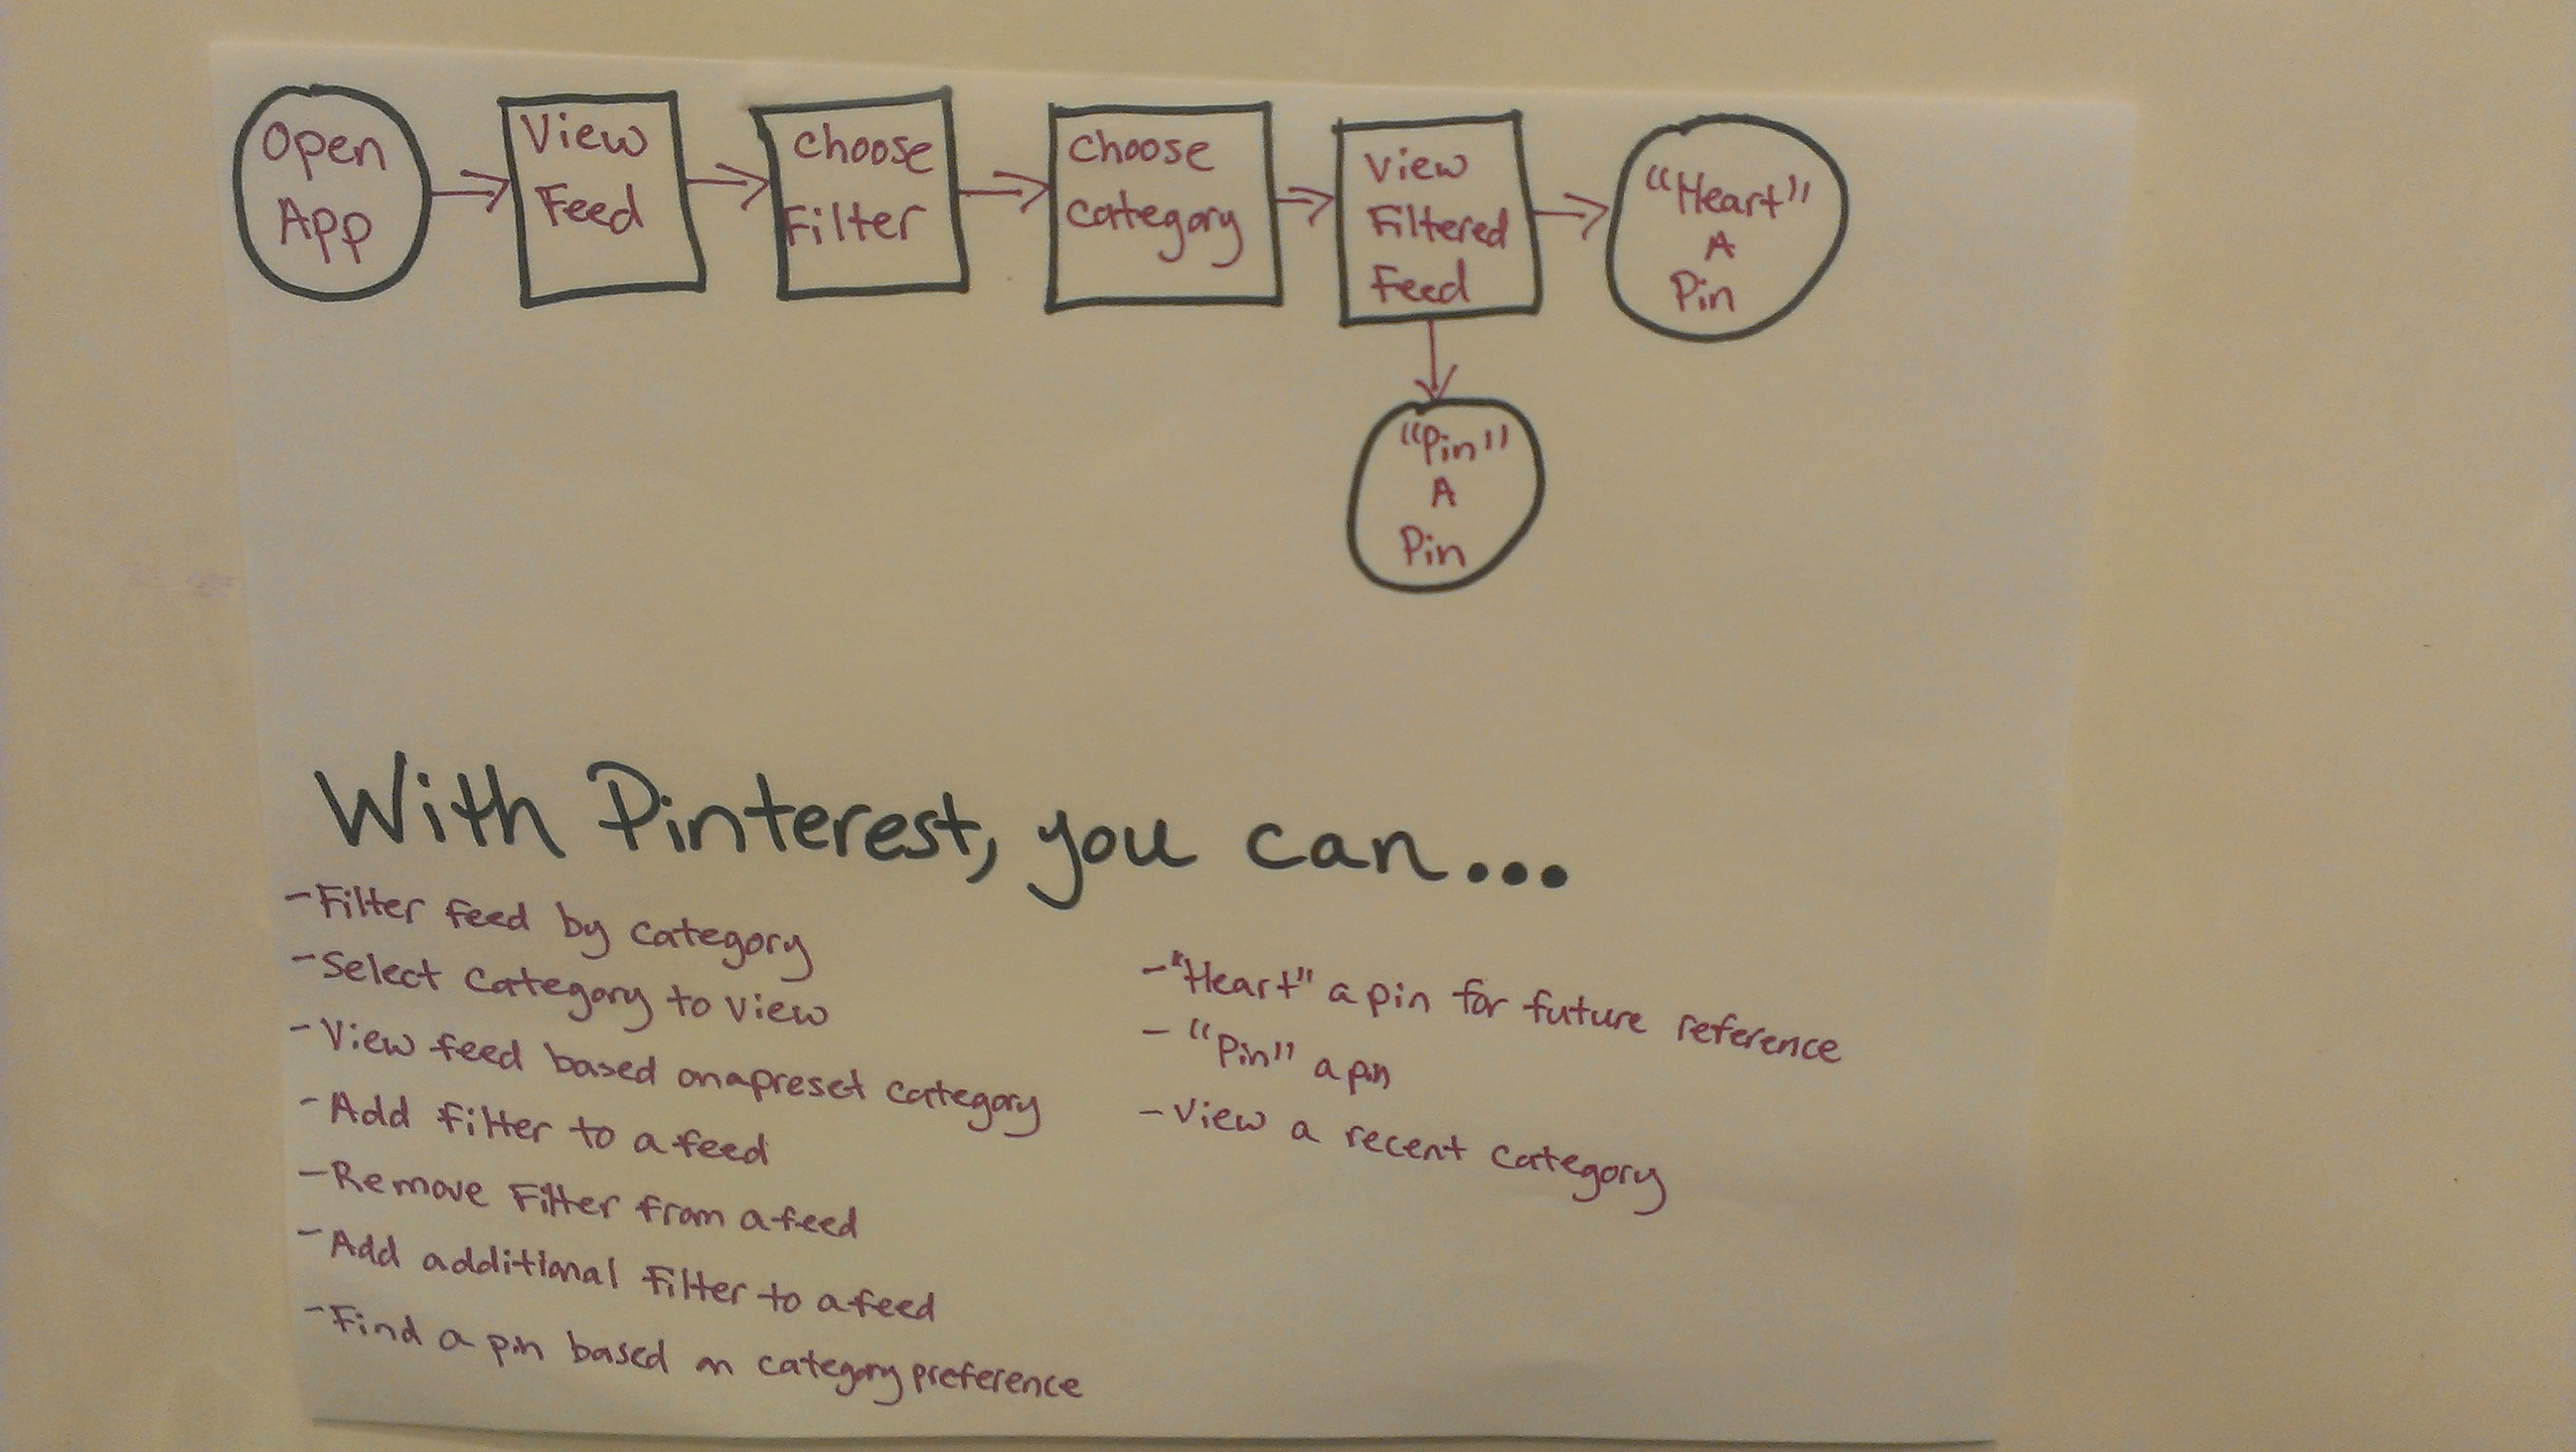 Open
App
View
Feed
Choose
Filter
Choose
Category
View
Filtered
Feed
"Heart"
A
Pin
"Pin"
A
Pin
With Pinterest, you can...
-Filter feed by category
-Select category to view
-View feed based on a preset category
-Add filter to a feed
-Remove Filter from a feed
-Add additional filter to a feed
-Find a pin based on category preference
-"Heart" a pin for future reference
-"Pin" a pin
-View a recent category